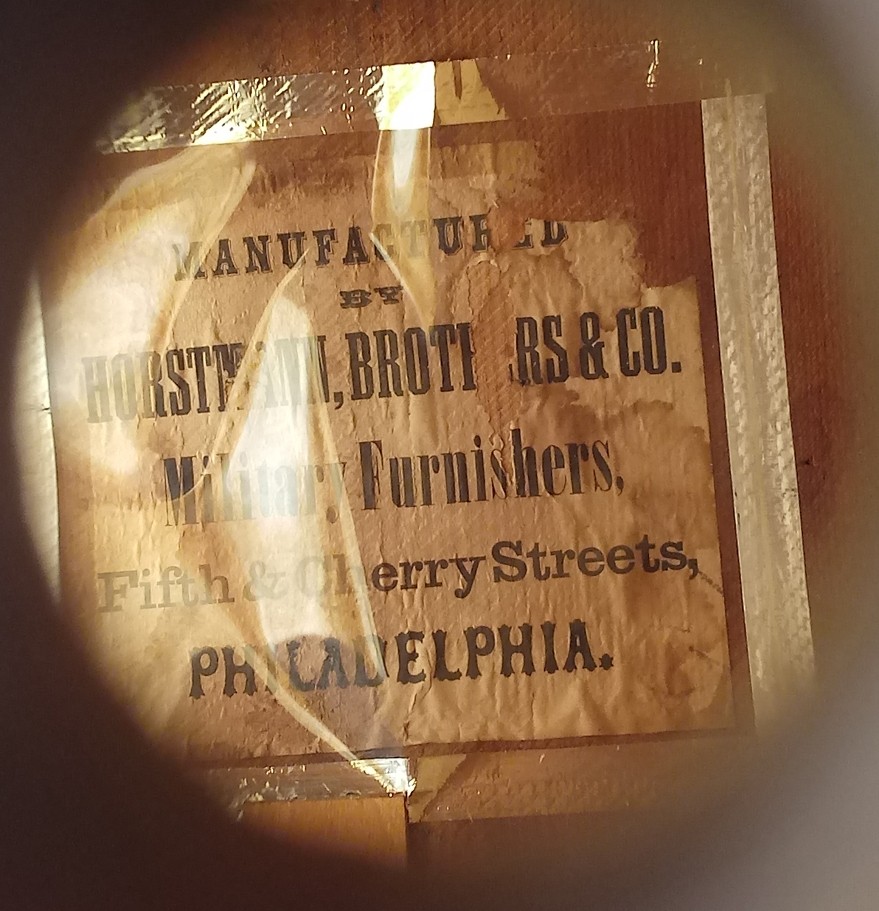 MANUFACTURED
BY
HORSTMANN, BROTHERS & CO.
Military Furnishers,
Fifth & Cherry Streets,
PHILADELPHIA.